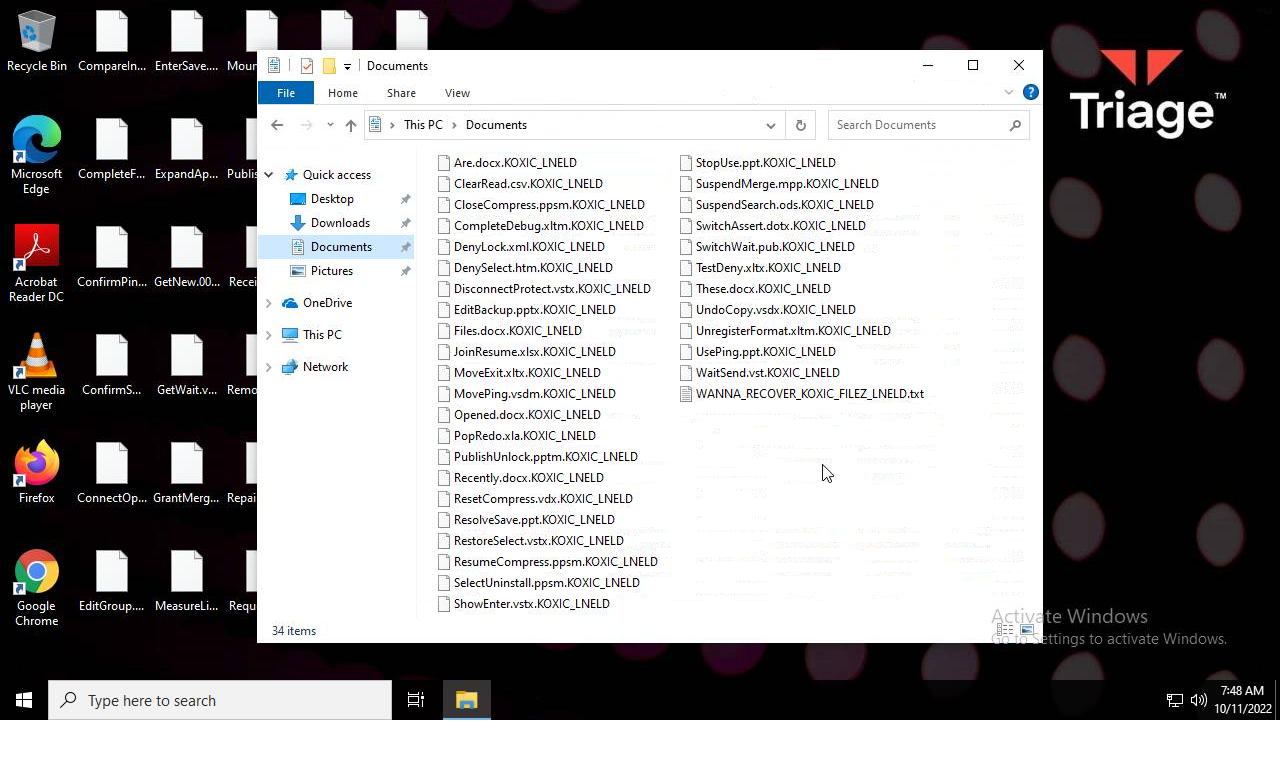 Recycle Bin
CompareIn...
EnterSave....
Moun
Documents
File
Home
Share
View
This PC
Documents
Search Documents
Triage™
Microsoft
Edge
CompleteF...
ExpandAp...
Publis
Acrobat
Reader DC
ConfirmPin...
GetNew.00...
Recei
VLC media
player
ConfirmS...
GetWait.v...
Remo
Firefox
ConnectOp...
GrantMerg...
Repai
Google
Chrome
EditGroup....
MeasureLi...
Requ
Quick access
Desktop
Downloads
Documents
Pictures
OneDrive
This PC
Network
Are.docx.KOXIC_LNELD
ClearRead.csv.KOXIC_LNELD
CloseCompress.ppsm.KOXIC_LNELD
CompleteDebug.xltm.KOXIC_LNELD
DenyLock.xml.KOXIC_LNELD
DenySelect.htm.KOXIC_LNELD
DisconnectProtect.vstx.KOXIC_LNELD
EditBackup.pptx.KOXIC_LNELD
Files.docx.KOXIC_LNELD
JoinResume.xlsx.KOXIC_LNELD
MoveExit.xltx.KOXIC_LNELD
MovePing.vsdm.KOXIC_LNELD
Opened.docx.KOXIC_LNELD
PopRedo.xla.KOXIC_LNELD
PublishUnlock.pptm.KOXIC_LNELD
Recently.docx.KOXIC_LNELD
ResetCompress.vdx.KOXIC_LNELD
ResolveSave.ppt.KOXIC_LNELD
RestoreSelect.vstx.KOXIC_LNELD
ResumeCompress.ppsm.KOXIC_LNELD
SelectUninstall.ppsm.KOXIC_LNELD
ShowEnter.vstx.KOXIC_LNELD
StopUse.ppt.KOXIC_LNELD
SuspendMerge.mpp.KOXIC_LNELD
SuspendSearch.ods.KOXIC_LNELD
SwitchAssert.dotx.KOXIC_LNELD
SwitchWait.pub.KOXIC_LNELD
TestDeny.xltx.KOXIC_LNELD
These.docx.KOXIC_LNELD
UndoCopy.vsdx.KOXIC_LNELD
UnregisterFormat.xltm.KOXIC_LNELD
UsePing.ppt.KOXIC_LNELD
WaitSend.vst.KOXIC_LNELD
WANNA_RECOVER_KOXIC_FILEZ_LNELD.txt
34 items
Activate Windows
Go to Settings to activate Windows.
Type here to search
7:48 AM
10/11/2022